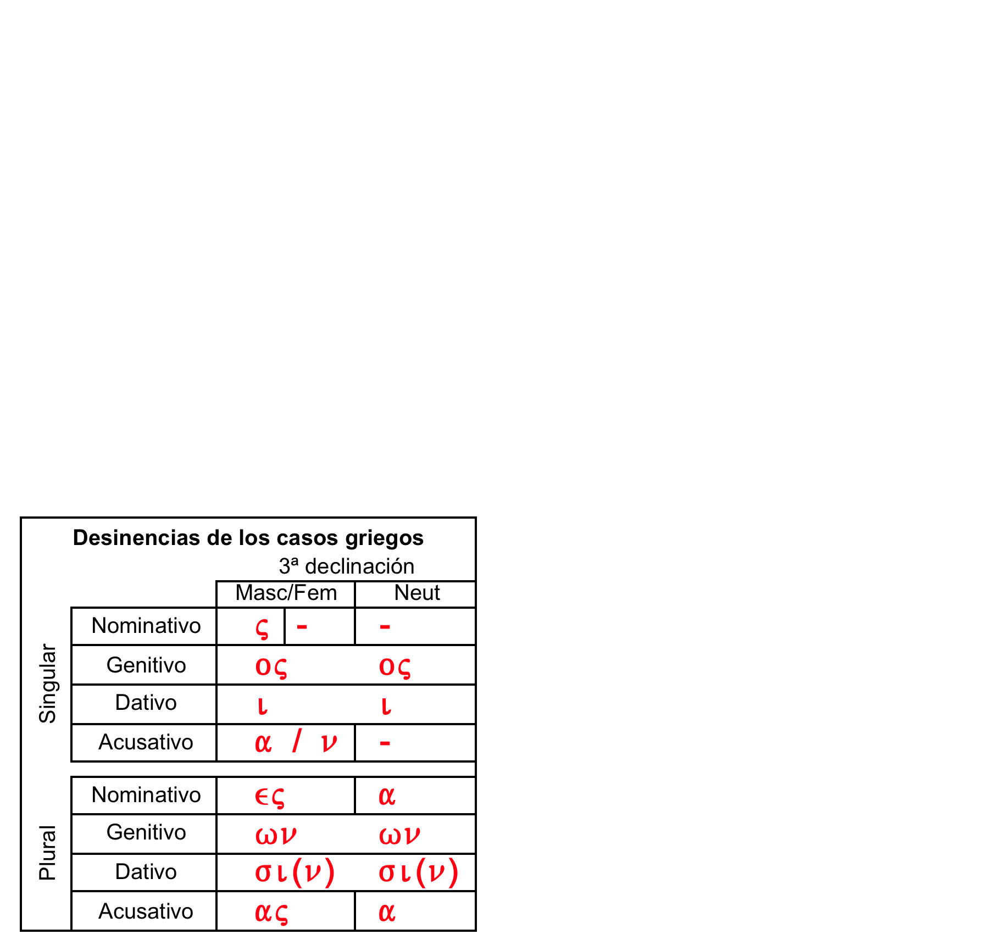 Desinencias de los casos griegos
3ª declinación
Masc/Fem Neut
Singular
Nominativo ς - -
Genitivo ος ος
Dativo ι ι
Acusativo α / ν -
Plural
Nominativo ες α
Genitivo ων ων
Dativo σι(ν) σι(ν)
Acusativo ας α